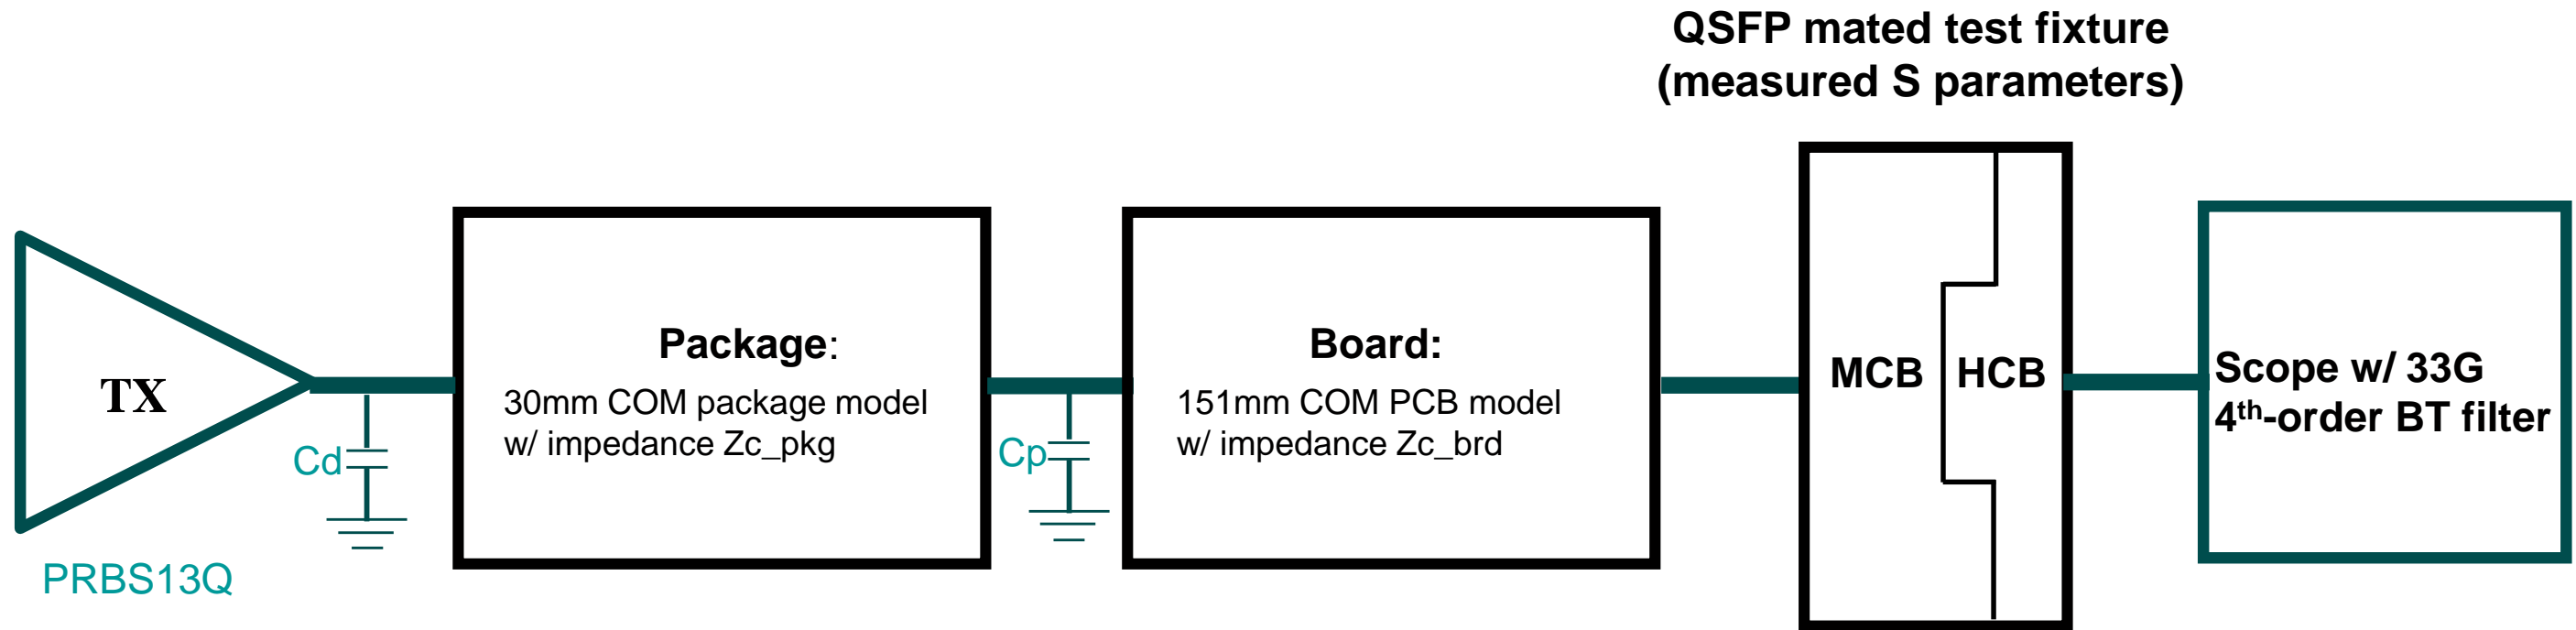 QSFP mated test fixture
(measured S parameters)
TX
PRBS13Q
Cd
Package:
30mm COM package model
w/ impedance Zc_pkg
Cp
Board:
151mm COM PCB model
w/ impedance Zc_brd
MCB
HCB
Scope w/ 33G
4th-order BT filter